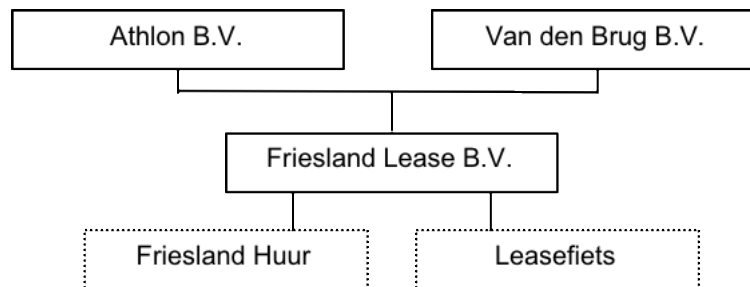 Athlon B.V.
Van den Brug B.V.
Friesland Lease B.V.
Friesland Huur
Leasefiets